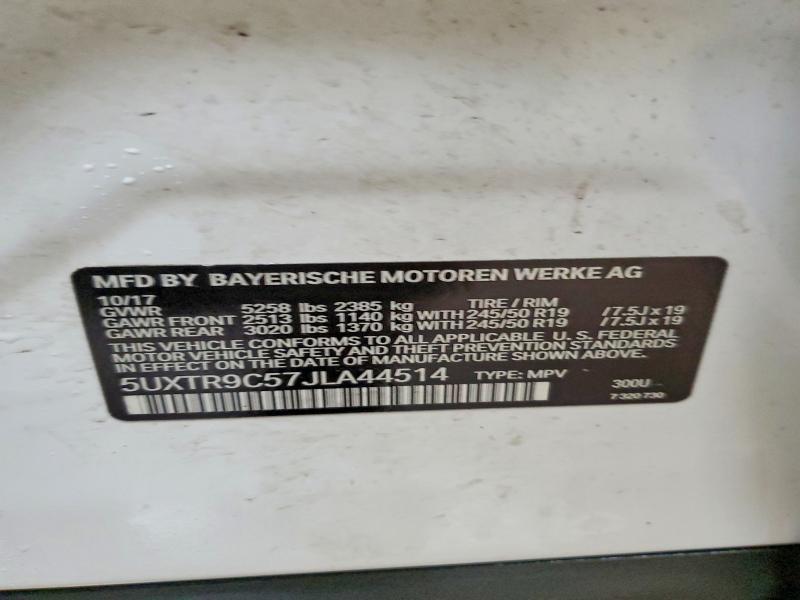 MFD BY BAYERISCHE MOTOREN WERKE AG
10/17 TIRE / RIM
GVWR 5258 lbs 2385 kg
GAWR FRONT 2513 lbs 1140 kg WITH 245/50 R19 / 7.5J x 19
GAWR REAR 3020 lbs 1370 kg WITH 245/50 R19 / 7.5J x 19
THIS VEHICLE CONFORMS TO ALL APPLICABLE U. S. FEDERAL
MOTOR VEHICLE SAFETY AND THEFT PREVENTION STANDARDS
IN EFFECT ON THE DATE OF MANUFACTURE SHOWN ABOVE.
5UXTR9C57JLA44514 TYPE: MPV 300U
7 320 730